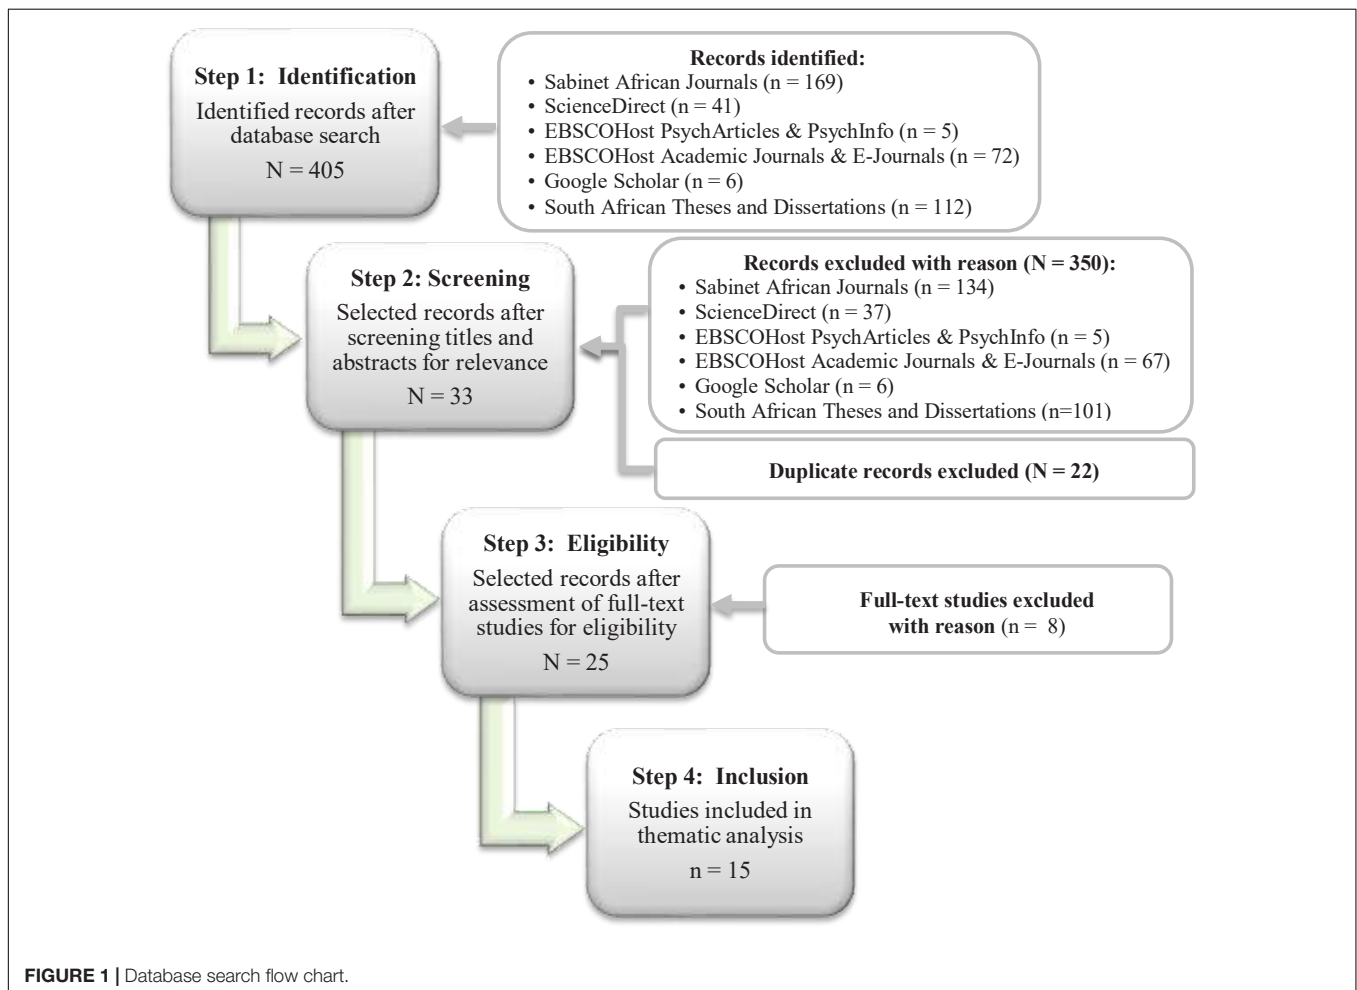 Step 1: Identification
Identified records after
database search
N = 405
Records identified:
• Sabinet African Journals (n = 169)
• ScienceDirect (n = 41)
• EBSCOHost PsychArticles & PsychInfo (n = 5)
• EBSCOHost Academic Journals & E-Journals (n = 72)
• Google Scholar (n = 6)
• South African Theses and Dissertations (n = 112)
Step 2: Screening
Selected records after
screening titles and
abstracts for relevance
N = 33
Records excluded with reason (N = 350):
• Sabinet African Journals (n = 134)
• ScienceDirect (n = 37)
• EBSCOHost PsychArticles & PsychInfo (n = 5)
• EBSCOHost Academic Journals & E-Journals (n = 67)
• Google Scholar (n = 6)
• South African Theses and Dissertations (n=101)
Duplicate records excluded (N = 22)
Step 3: Eligibility
Selected records after
assessment of full-text
studies for eligibility
N = 25
Full-text studies excluded
with reason (n = 8)
Step 4: Inclusion
Studies included in
thematic analysis
n = 15
FIGURE 1 | Database search flow chart.